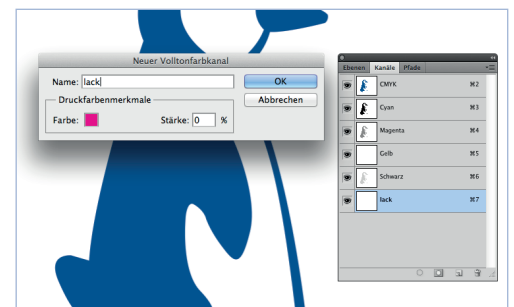 Neuer Volltonfarbkanal
Name: lack
OK
Druckfarbenmerkmale
Farbe:
Stärke: 0 %
Abbrechen
Ebenen Kanäle Pfade
CMYK ⌘2
Cyan ⌘3
Magenta ⌘4
Gelb ⌘5
Schwarz ⌘6
lack ⌘7